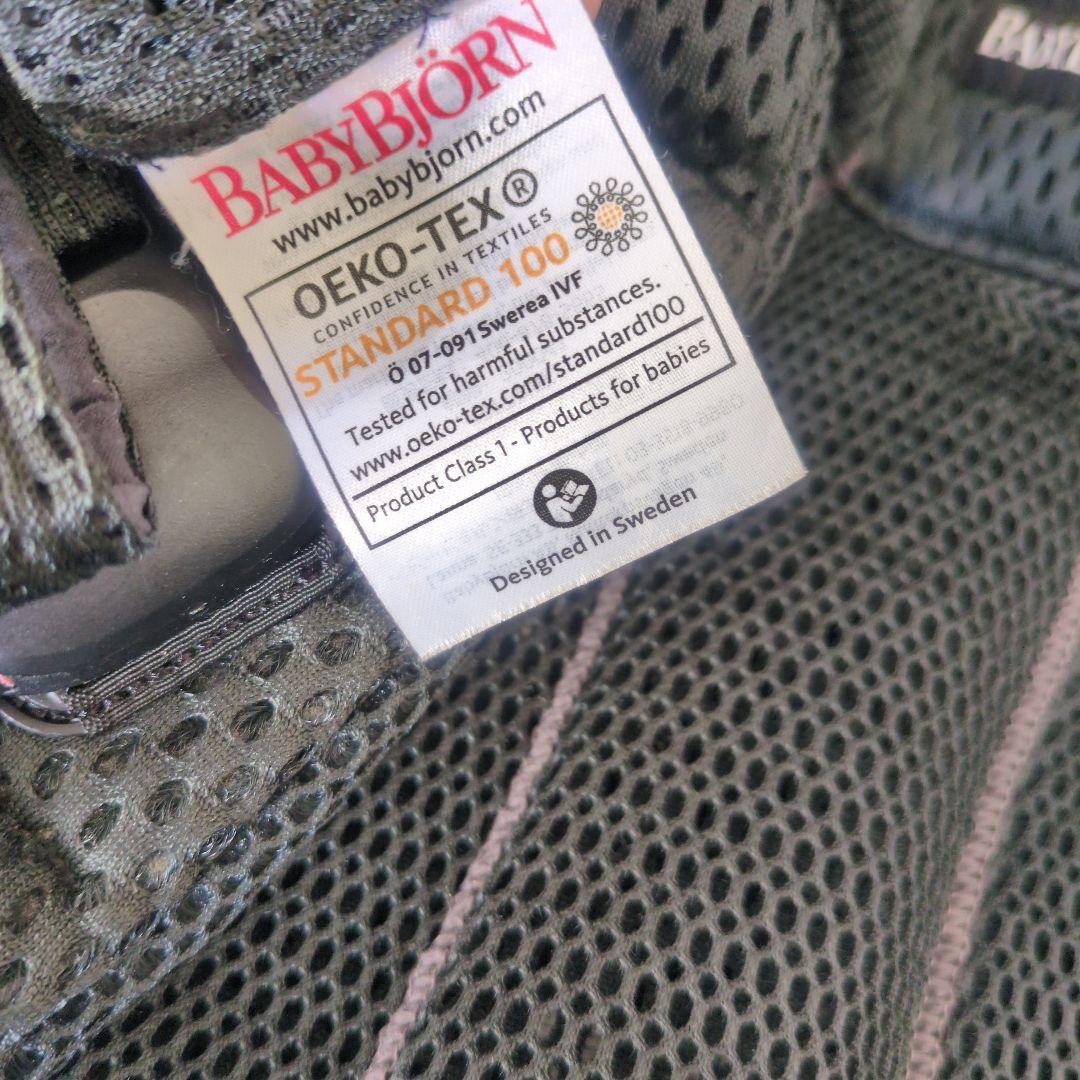 BABYBJÖRN
www.babybjorn.com
OEKO-TEX®
CONFIDENCE IN TEXTILES
STANDARD 100
Ö 07-091 Swerea IVF
Tested for harmful substances.
www.oeko-tex.com/standard100
Product Class 1 - Products for babies
Designed in Sweden